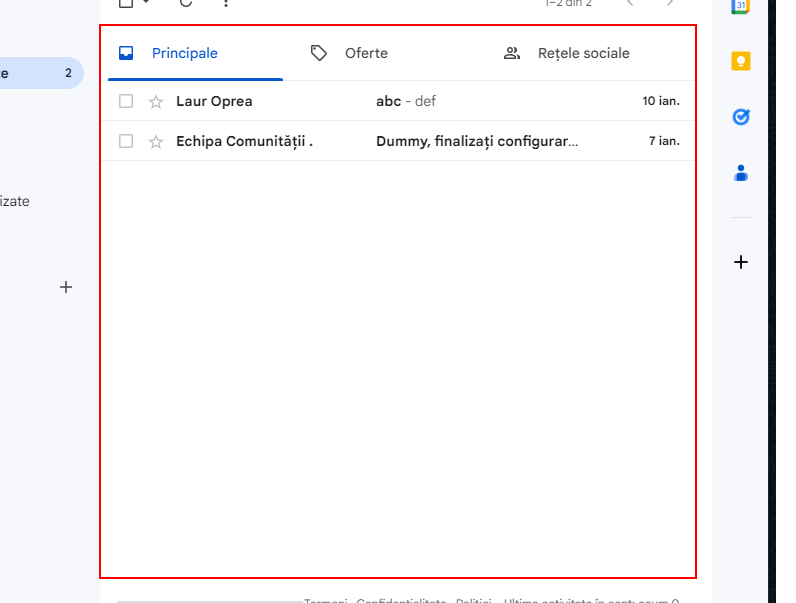 1–2 din 2
31
Principale Oferte Rețele sociale
e 2
Laur Oprea abc - def 10 ian.
Echipa Comunității . Dummy, finalizați configurar... 7 ian.
izate
Termeni · Confidențialitate · Politici Ultima activitate în cont: acum 0